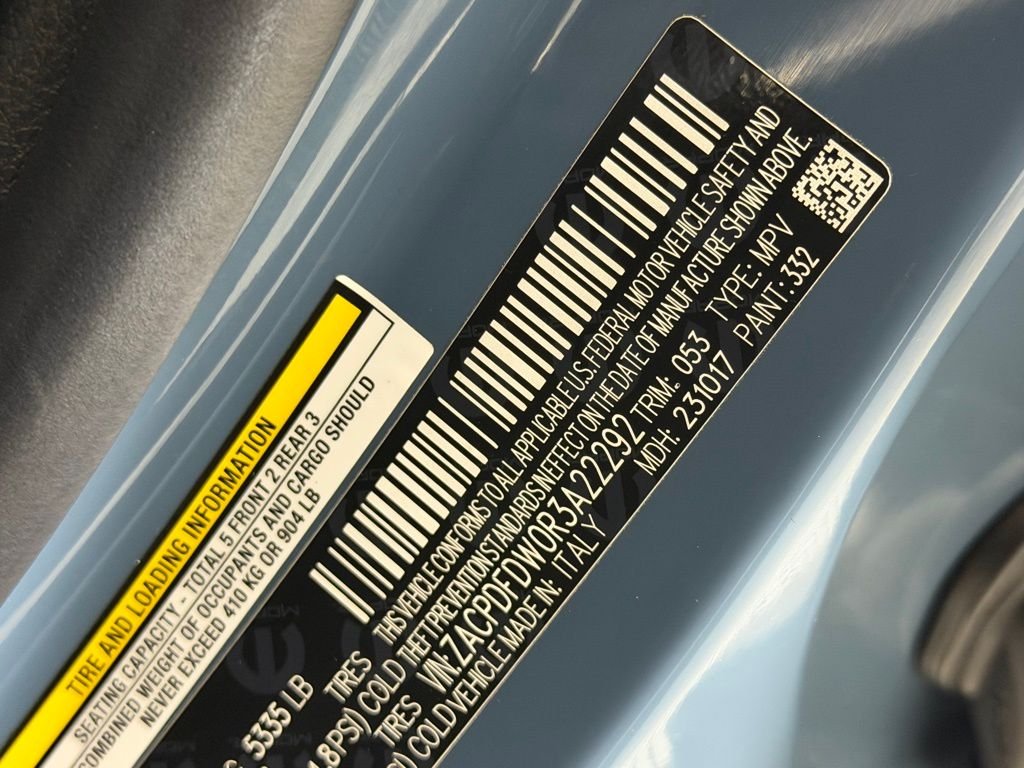 TIRE AND LOADING INFORMATION
SEATING CAPACITY - TOTAL 5 FRONT 2 REAR 3
COMBINED WEIGHT OF OCCUPANTS AND CARGO SHOULD
NEVER EXCEED 410 KG OR 904 LB
5335 LB
TIRES
COLD
TIRES
COLD
THIS VEHICLE CONFORMS TO ALL APPLICABLE U.S. FEDERAL MOTOR VEHICLE SAFETY AND
THEFT PREVENTION STANDARDS IN EFFECT ON THE DATE OF MANUFACTURE SHOWN ABOVE.
VIN: ZACPDFDW0R3A22292 TRIM: 053 TYPE: MPV
VEHICLE MADE IN: ITALY MDH: 231017 PAINT: 332